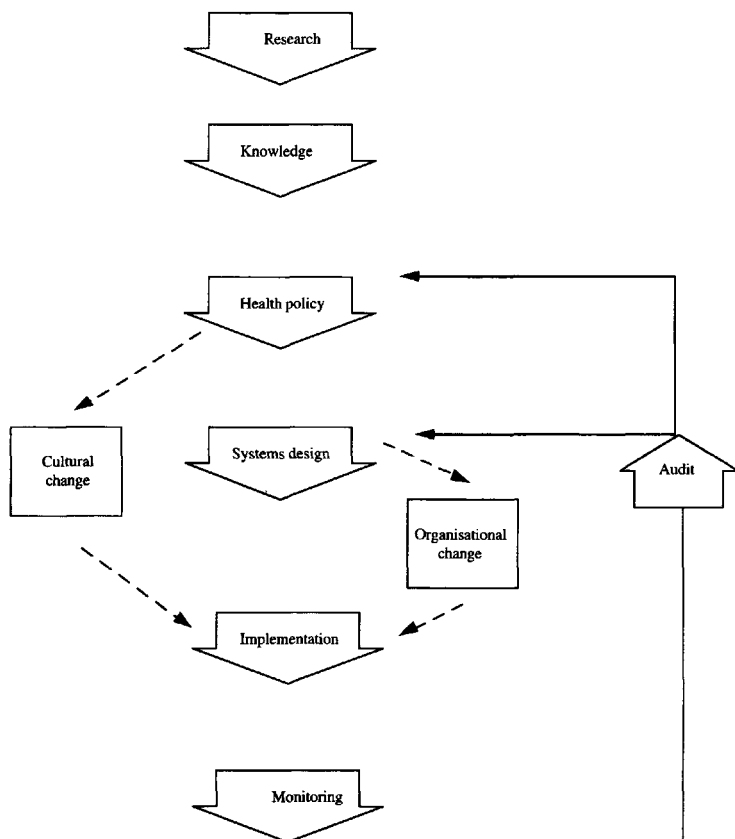 Research
Knowledge
Health policy
Cultural
change
Systems design
Audit
Organisational
change
Implementation
Monitoring